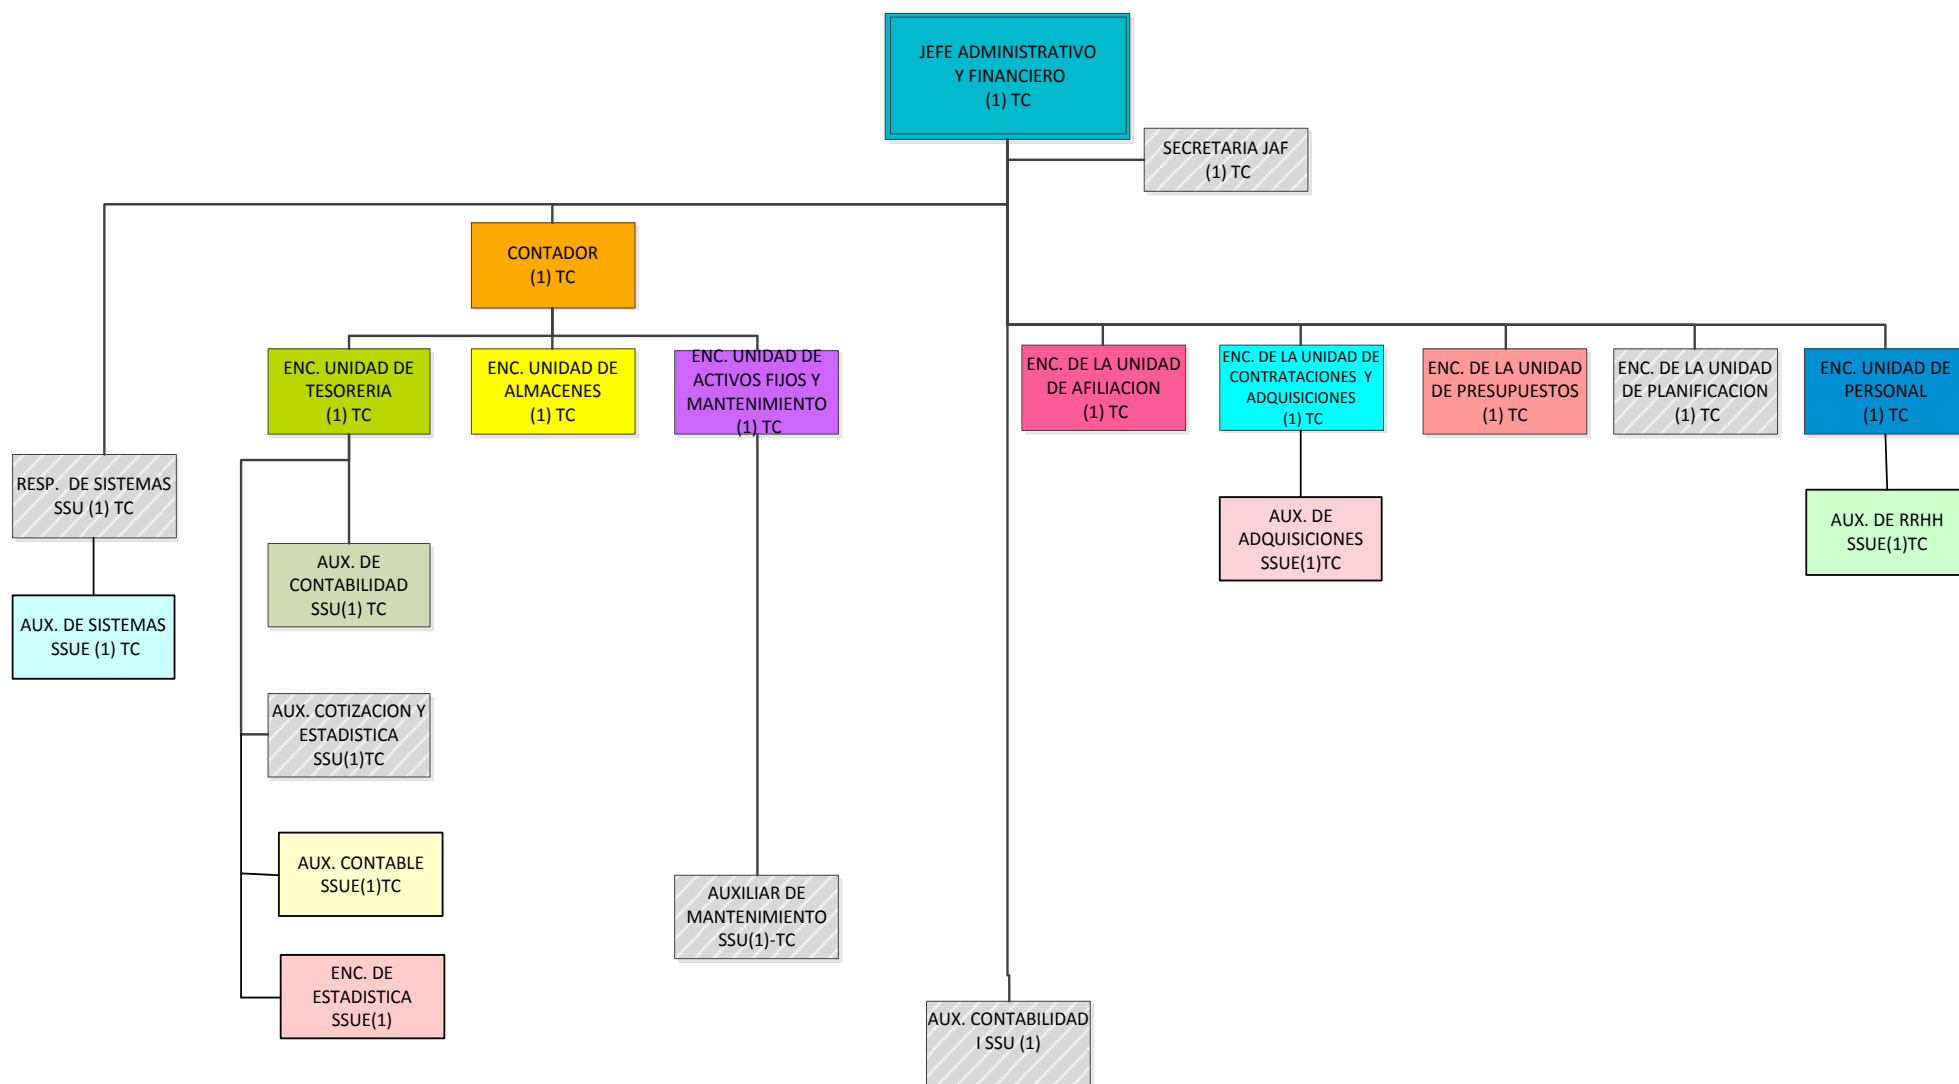 JEFE ADMINISTRATIVO
Y FINANCIERO
(1) TC
SECRETARIA JAF
(1) TC
CONTADOR
(1) TC
ENC. UNIDAD DE
TESORERIA
(1) TC
ENC. UNIDAD DE
ALMACENES
(1) TC
ENC. UNIDAD DE
ACTIVOS FIJOS Y
MANTENIMIENTO
(1) TC
ENC. DE LA UNIDAD
DE AFILIACION
(1) TC
ENC. DE LA UNIDAD DE
CONTRATACIONES Y
ADQUISICIONES
(1) TC
ENC. DE LA UNIDAD
DE PRESUPUESTOS
(1) TC
ENC. DE LA UNIDAD
DE PLANIFICACION
(1) TC
ENC. UNIDAD DE
PERSONAL
(1) TC
RESP. DE SISTEMAS
SSU (1) TC
AUX. DE SISTEMAS
SSUE (1) TC
AUX. DE
CONTABILIDAD
SSU(1) TC
AUX. DE
ADQUISICIONES
SSUE(1)TC
AUX. DE RRHH
SSUE(1)TC
AUX. COTIZACION Y
ESTADISTICA
SSU(1)TC
AUX. CONTABLE
SSUE(1)TC
ENC. DE
ESTADISTICA
SSUE(1)
AUXILIAR DE
MANTENIMIENTO
SSU(1)-TC
AUX. CONTABILIDAD
I SSU (1)